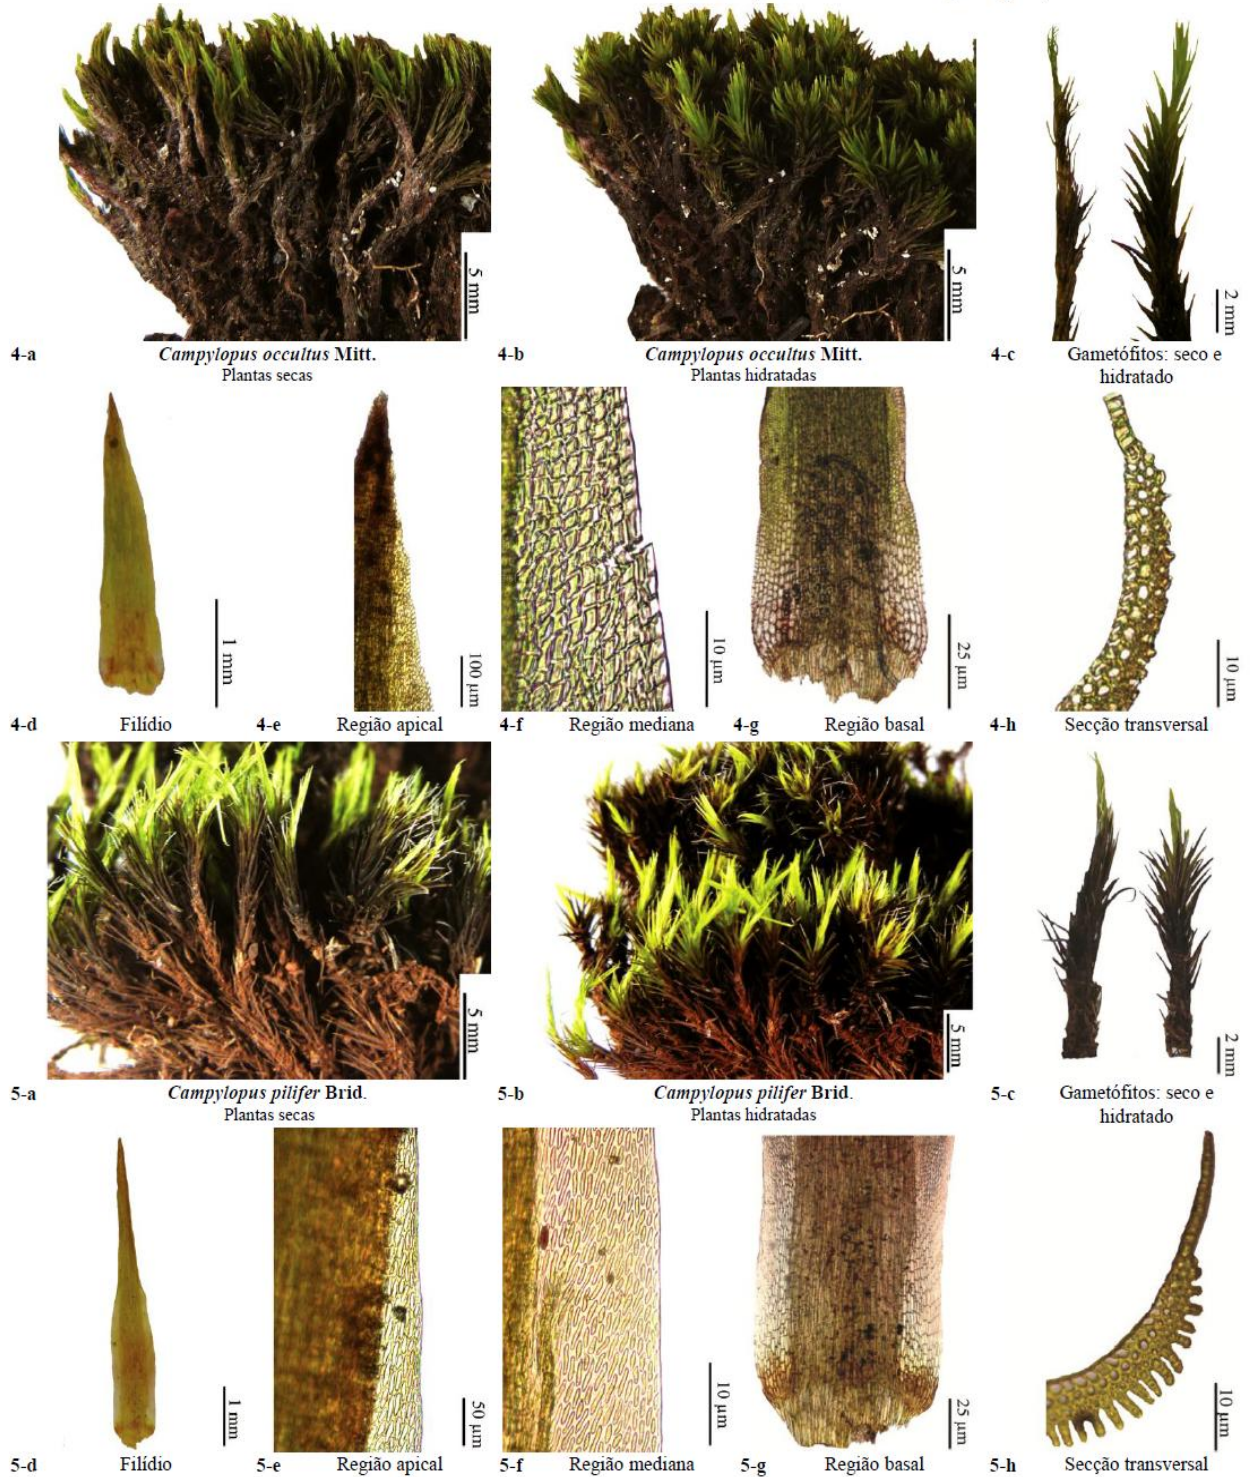 5 mm
5 mm
2 mm
4-a Campylopus occultus Mitt.
Plantas secas
4-b Campylopus occultus Mitt.
Plantas hidratadas
4-c Gametófitos: seco e
hidratado
1 mm
100 µm
10 µm
25 µm
10 µm
4-d Filídio
4-e Região apical
4-f Região mediana
4-g Região basal
4-h Secção transversal
5 mm
5 mm
2 mm
5-a Campylopus pilifer Brid.
Plantas secas
5-b Campylopus pilifer Brid.
Plantas hidratadas
5-c Gametófitos: seco e
hidratado
1 mm
50 µm
10 µm
25 µm
10 µm
5-d Filídio
5-e Região apical
5-f Região mediana
5-g Região basal
5-h Secção transversal